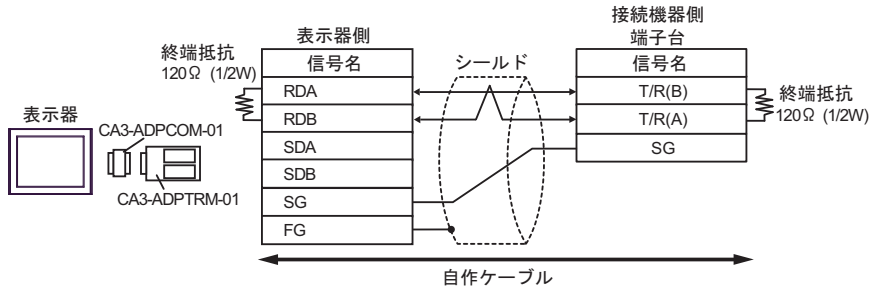 接続機器側
端子台
表示器側
終端抵抗
120Ω (1/2W)
信号名
シールド
信号名
RDA
T/R(B)
RDB
T/R(A)
終端抵抗
120Ω (1/2W)
表示器
CA3-ADPCOM-01
SDA
SG
SDB
CA3-ADPTRM-01
SG
FG
自作ケーブル